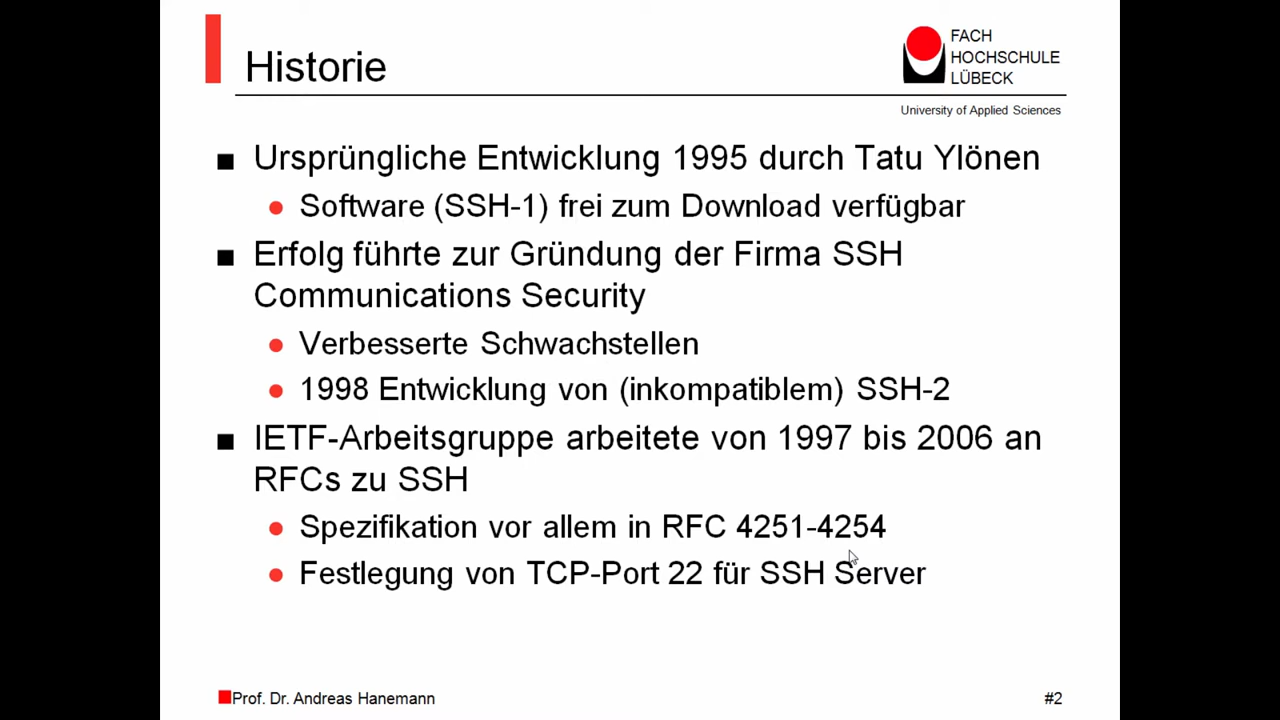 Historie
FACH
HOCHSCHULE
LÜBECK
University of Applied Sciences
Ursprüngliche Entwicklung 1995 durch Tatu Ylönen
Software (SSH-1) frei zum Download verfügbar
Erfolg führte zur Gründung der Firma SSH
Communications Security
Verbesserte Schwachstellen
1998 Entwicklung von (inkompatiblem) SSH-2
IETF-Arbeitsgruppe arbeitete von 1997 bis 2006 an
RFCs zu SSH
Spezifikation vor allem in RFC 4251-4254
Festlegung von TCP-Port 22 für SSH Server
Prof. Dr. Andreas Hanemann
#2